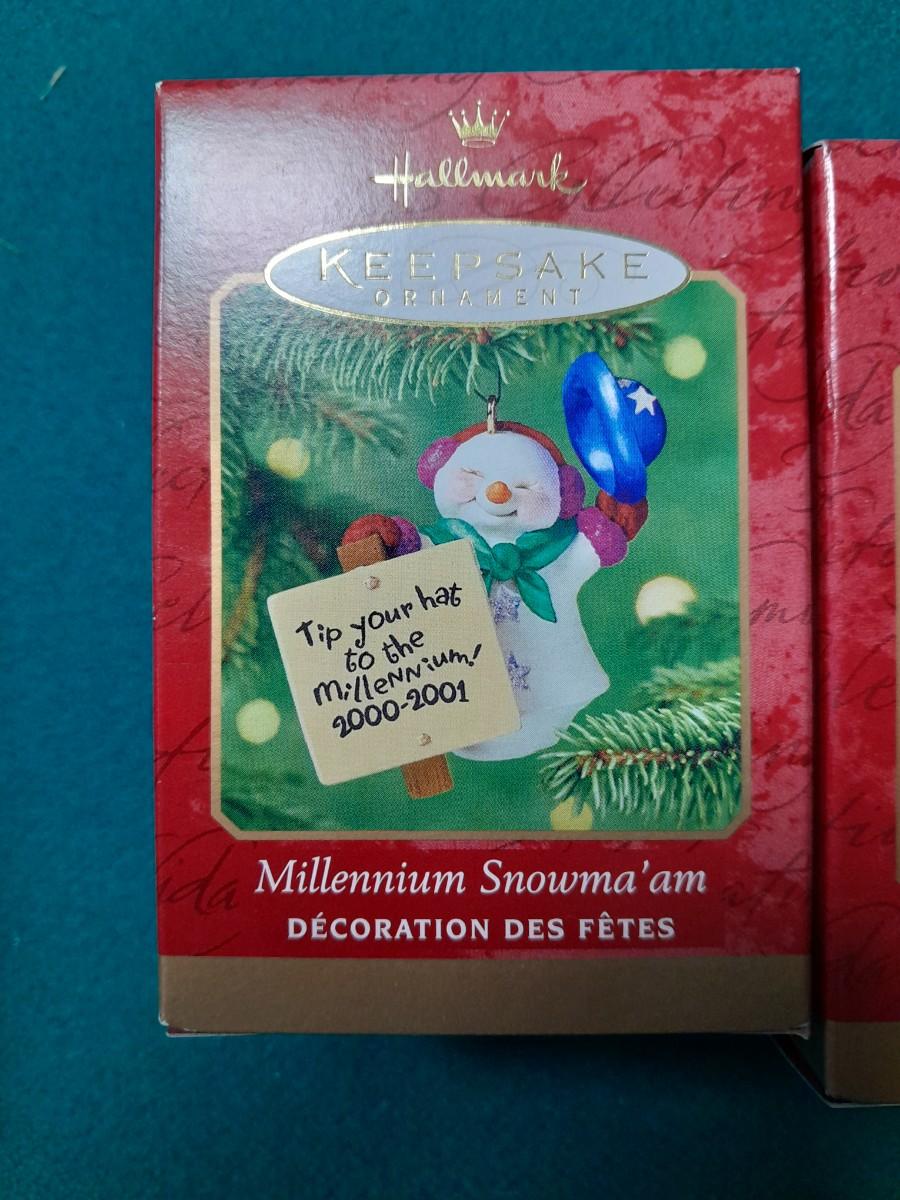 Hallmark
KEEPSAKE
ORNAMENT
Tip your hat
to the
Millennium!
2000-2001
Millennium Snowma'am
DÉCORATION DES FÊTES